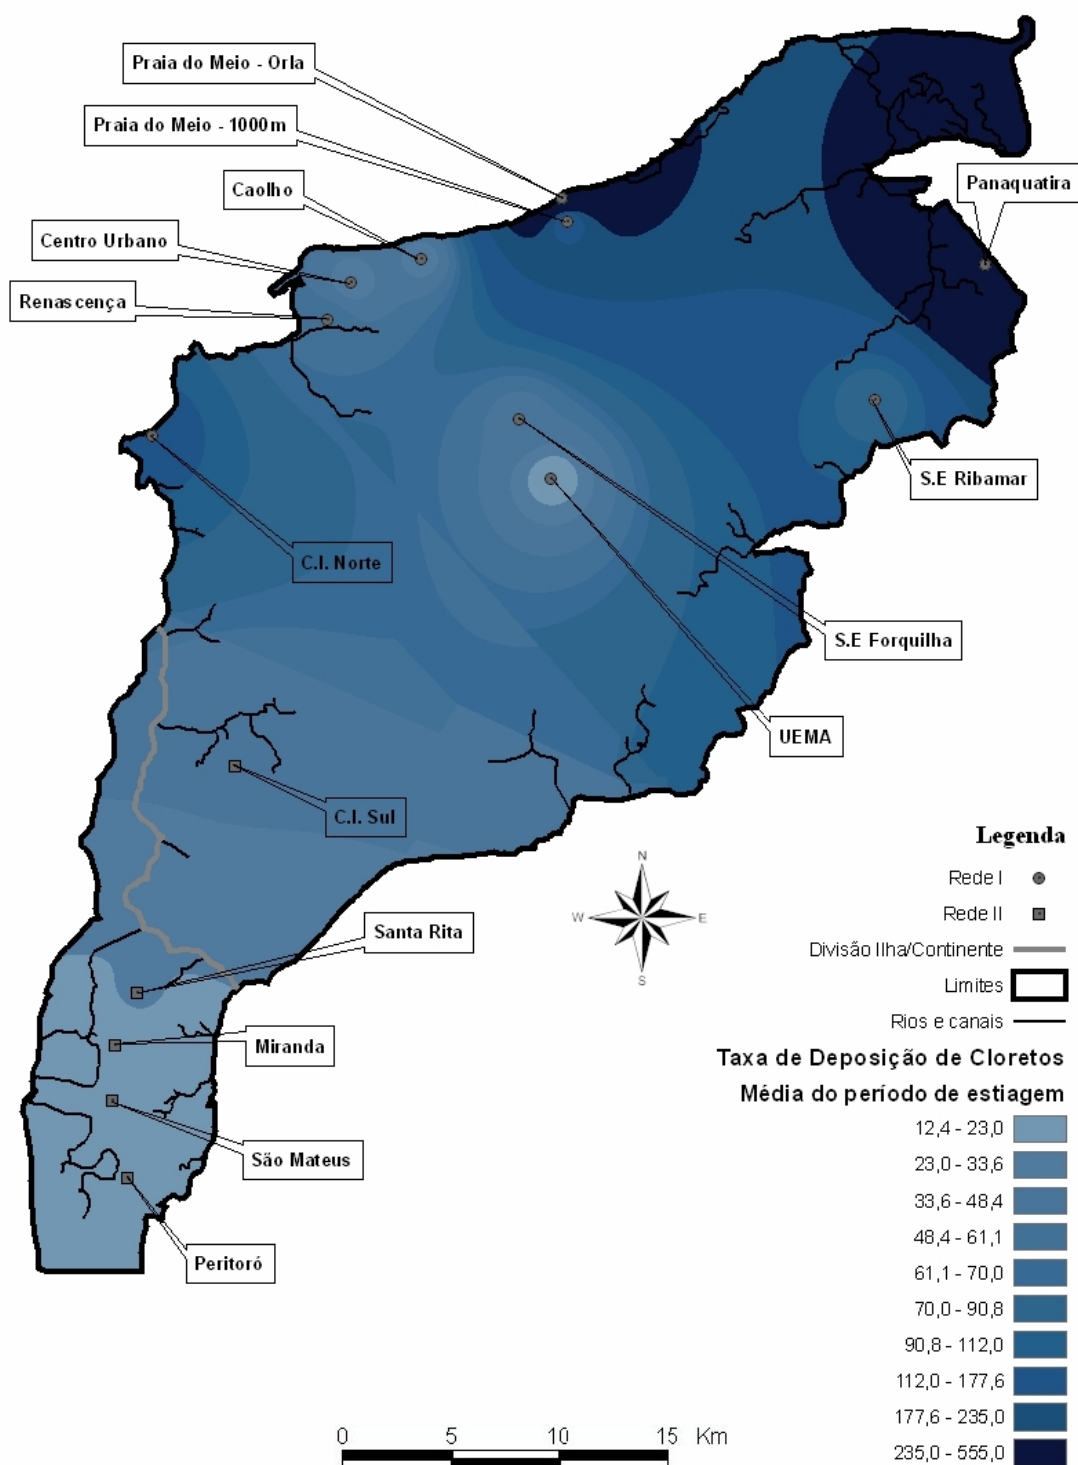 Praia do Meio - Orla
Praia do Meio - 1000m
Caolho
Panaquatira
Centro Urbano
Renascença
S.E Ribamar
C.I. Norte
S.E Forquilha
UEMA
C.I. Sul
Santa Rita
Miranda
São Mateus
Peritoró
N
W
E
S
Legenda
Rede I
Rede II
Divisão Ilha/Continente
Limites
Rios e canais
Taxa de Deposição de Cloretos
Média do período de estiagem
12,4 - 23,0
23,0 - 33,6
33,6 - 48,4
48,4 - 61,1
61,1 - 70,0
70,0 - 90,8
90,8 - 112,0
112,0 - 177,6
177,6 - 235,0
235,0 - 555,0
0 5 10 15 Km